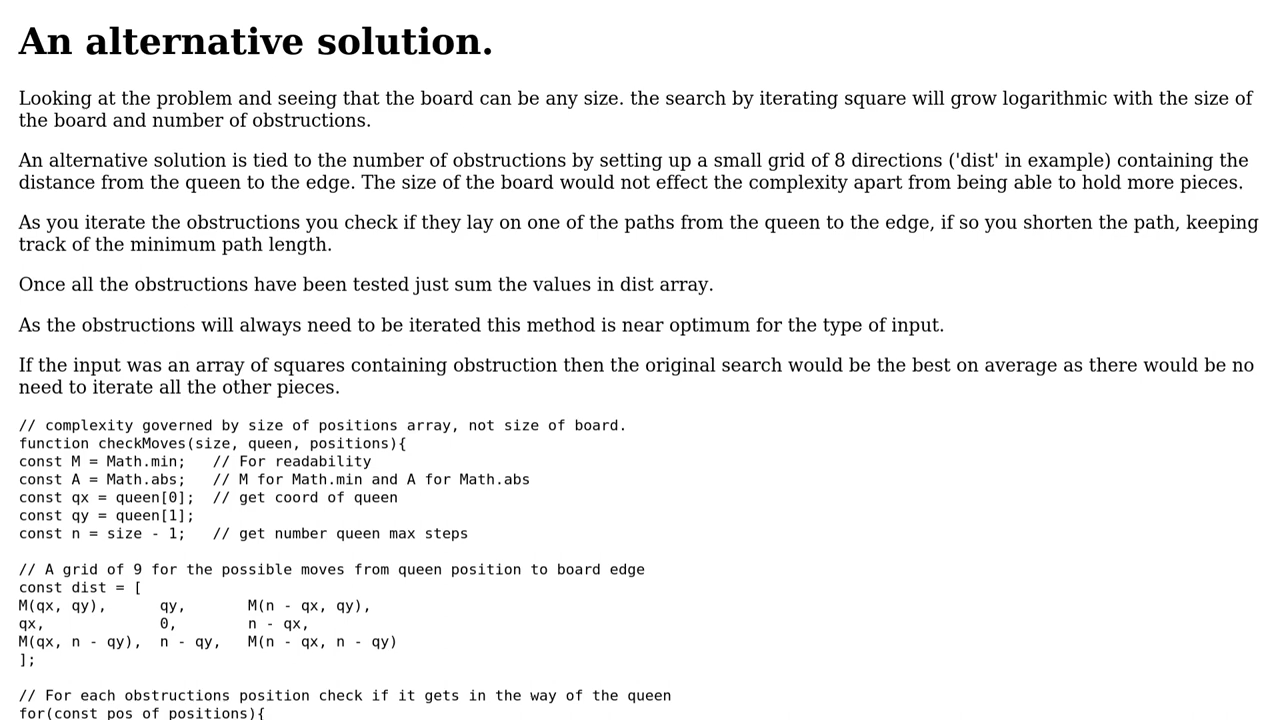 An alternative solution.
Looking at the problem and seeing that the board can be any size. the search by iterating square will grow logarithmic with the size of
the board and number of obstructions.
An alternative solution is tied to the number of obstructions by setting up a small grid of 8 directions ('dist' in example) containing the
distance from the queen to the edge. The size of the board would not effect the complexity apart from being able to hold more pieces.
As you iterate the obstructions you check if they lay on one of the paths from the queen to the edge, if so you shorten the path, keeping
track of the minimum path length.
Once all the obstructions have been tested just sum the values in dist array.
As the obstructions will always need to be iterated this method is near optimum for the type of input.
If the input was an array of squares containing obstruction then the original search would be the best on average as there would be no
need to iterate all the other pieces.
// complexity governed by size of positions array, not size of board.
function checkMoves(size, queen, positions){
const M = Math.min;   // For readability
const A = Math.abs;   // M for Math.min and A for Math.abs
const qx = queen[0];  // get coord of queen
const qy = queen[1];
const n = size - 1;   // get number queen max steps
// A grid of 9 for the possible moves from queen position to board edge
const dist = [
M(qx, qy),      qy,       M(n - qx, qy),
qx,             0,        n - qx,
M(qx, n - qy),  n - qy,   M(n - qx, n - qy)
];
// For each obstructions position check if it gets in the way of the queen
for(const pos of positions){